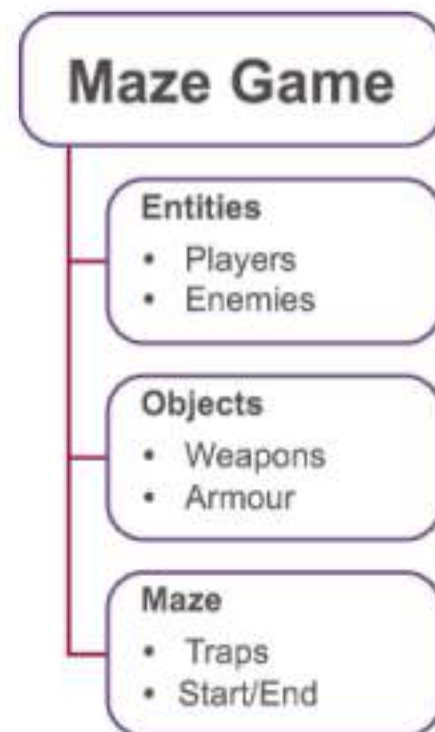 Maze Game
Entities
• Players
• Enemies
Objects
• Weapons
• Armour
Maze
• Traps
• Start/End